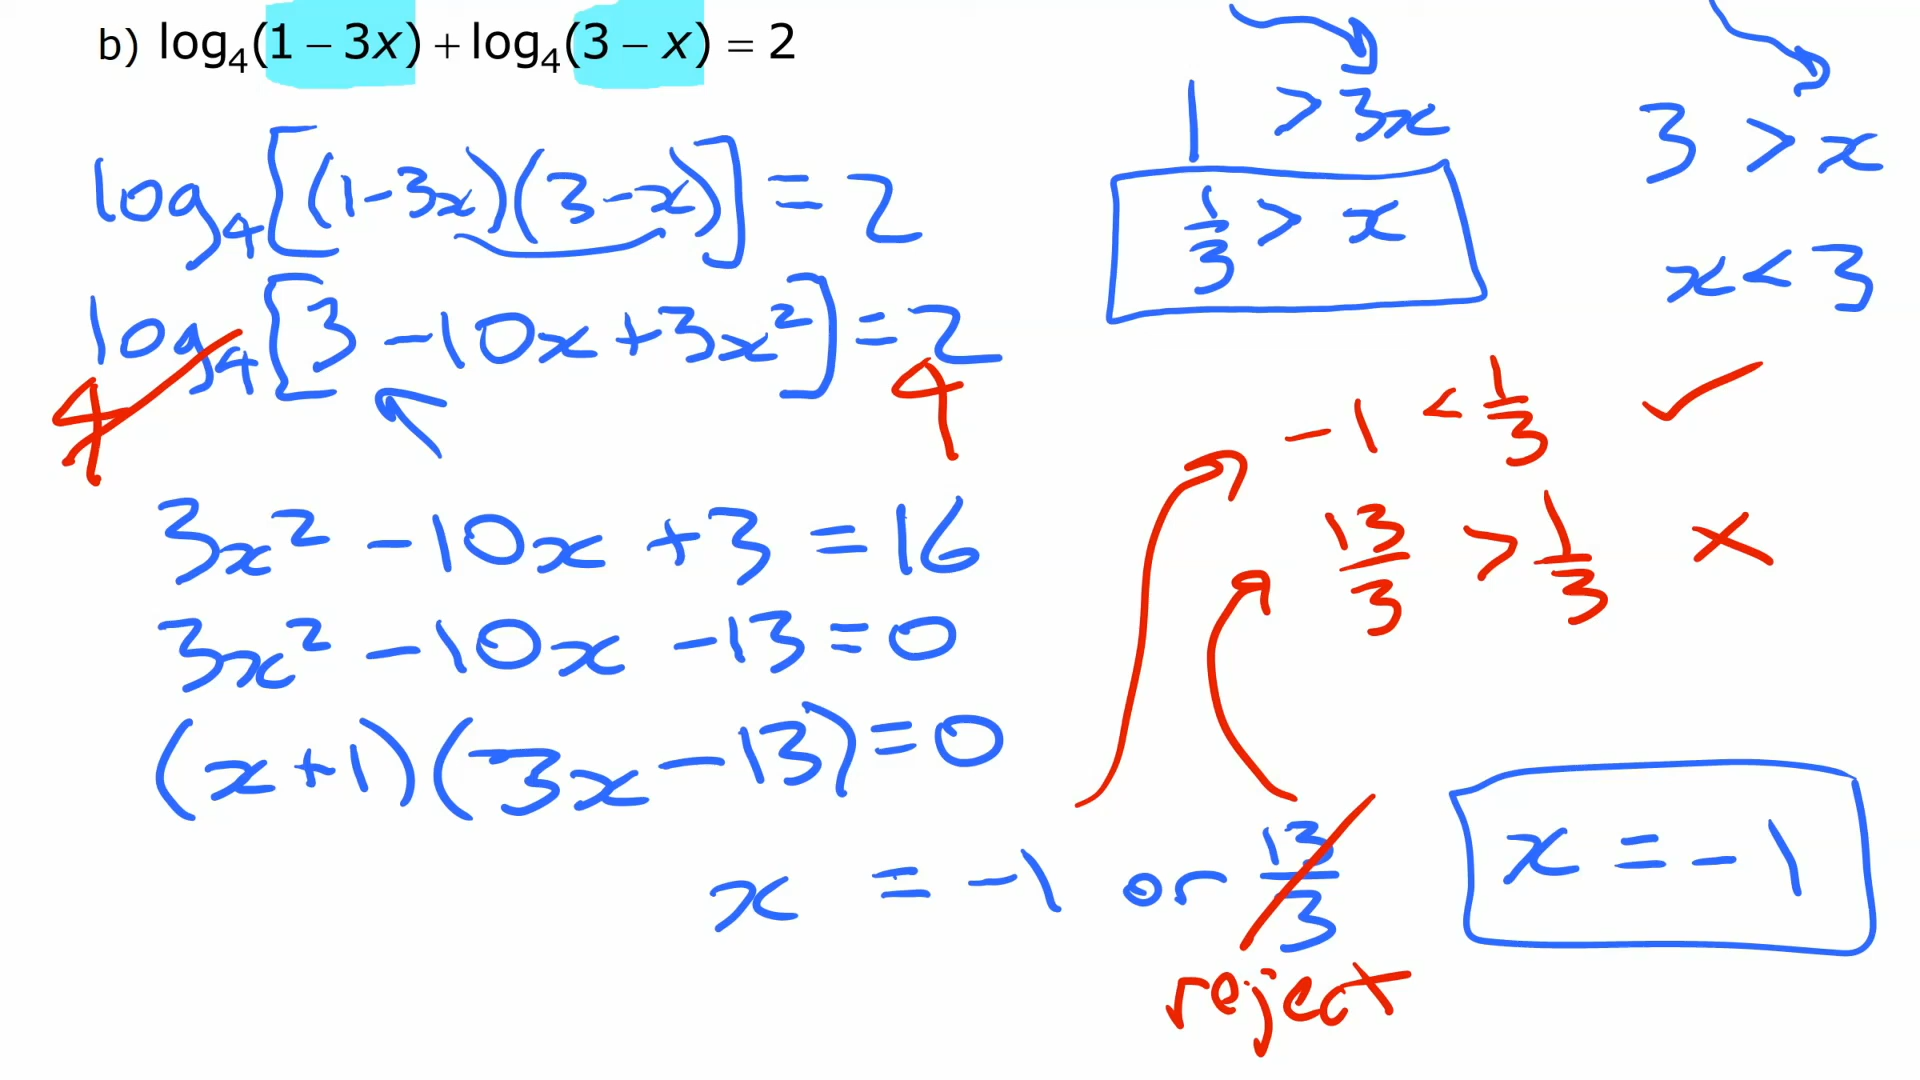 b) log₄(1 − 3x) + log₄(3 − x) = 2
log₄[(1-3x)(3-x)] = 2
log₄[3 -10x +3x²] = 2
4 4
3x² -10x +3 = 16
3x² -10x -13 = 0
(x+1)(3x-13) = 0
x = -1 or 13/3
reject
1 > 3x
1/3 > x
3 > x
x < 3
-1 < 1/3 ✓
13/3 > 1/3 ×
x = -1